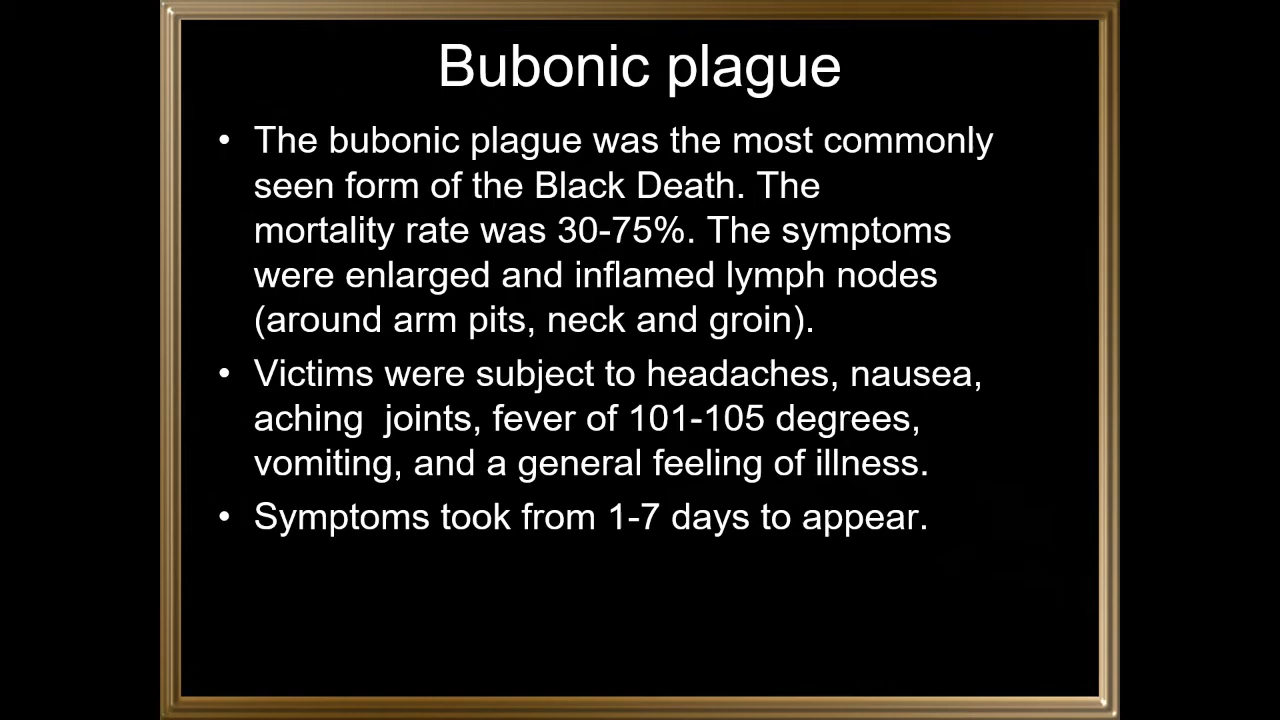 Bubonic plague
• The bubonic plague was the most commonly
seen form of the Black Death. The
mortality rate was 30-75%. The symptoms
were enlarged and inflamed lymph nodes
(around arm pits, neck and groin).
• Victims were subject to headaches, nausea,
aching  joints, fever of 101-105 degrees,
vomiting, and a general feeling of illness.
• Symptoms took from 1-7 days to appear.